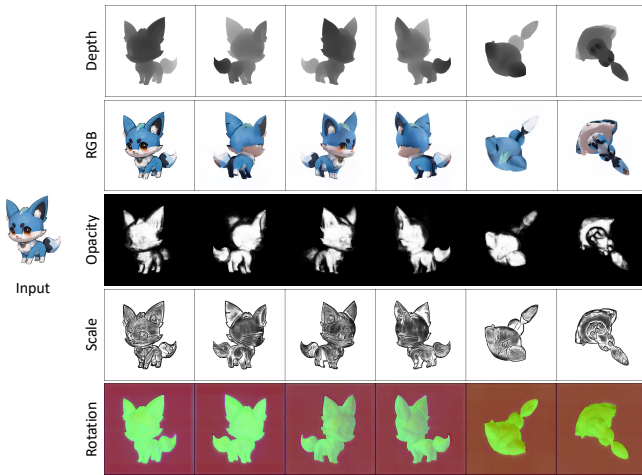 Depth
RGB
Opacity
Input
Scale
Rotation